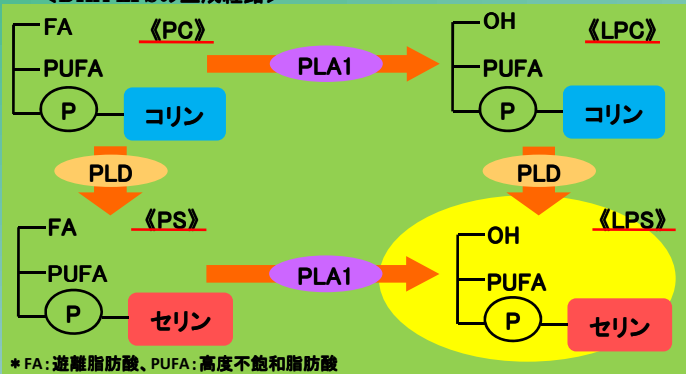 FA
《PC》
PUFA
P
コリン
PLA1
OH
《LPC》
PUFA
P
コリン
PLD
PLD
FA
《PS》
PUFA
P
セリン
PLA1
OH
《LPS》
PUFA
P
セリン
＊FA：遊離脂肪酸、PUFA：高度不飽和脂肪酸